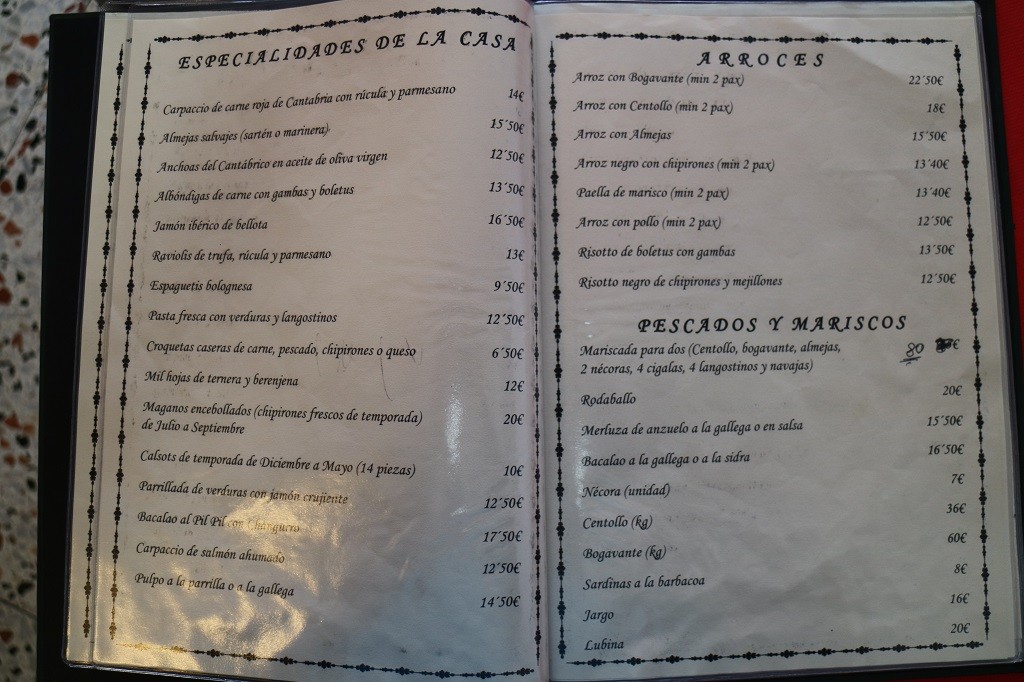 ESPECIALIDADES DE LA CASA
Carpaccio de carne roja de Cantabria con rúcula y parmesano 14€
Almejas salvajes (sartén o marinera) 15´50€
Anchoas del Cantábrico en aceite de oliva virgen 12´50€
Albóndigas de carne con gambas y boletus 13´50€
Jamón ibérico de bellota 16´50€
Raviolis de trufa, rúcula y parmesano 13€
Espaguetis bolognesa 9´50€
Pasta fresca con verduras y langostinos 12´50€
Croquetas caseras de carne, pescado, chipirones o queso 6´50€
Mil hojas de ternera y berenjena 12€
Maganos encebollados (chipirones frescos de temporada) 20€
de Julio a Septiembre
Calsots de temporada de Diciembre a Mayo (14 piezas) 10€
Parrillada de verduras con jamón crujiente 12´50€
Bacalao al Pil Pil con Changurro 17´50€
Carpaccio de salmón ahumado 12´50€
Pulpo a la parrilla o a la gallega 14´50€
ARROCES
Arroz con Bogavante (min 2 pax) 22´50€
Arroz con Centollo (min 2 pax) 18€
Arroz con Almejas 15´50€
Arroz negro con chipirones (min 2 pax) 13´40€
Paella de marisco (min 2 pax) 13´40€
Arroz con pollo (min 2 pax) 12´50€
Risotto de boletus con gambas 13´50€
Risotto negro de chipirones y mejillones 12´50€
PESCADOS Y MARISCOS
Mariscada para dos (Centollo, bogavante, almejas, 80 €
2 nécoras, 4 cigalas, 4 langostinos y navajas)
Rodaballo 20€
Merluza de anzuelo a la gallega o en salsa 15´50€
Bacalao a la gallega o a la sidra 16´50€
Nécora (unidad) 7€
Centollo (kg) 36€
Bogavante (kg) 60€
Sardinas a la barbacoa 8€
Jargo 16€
Lubina 20€